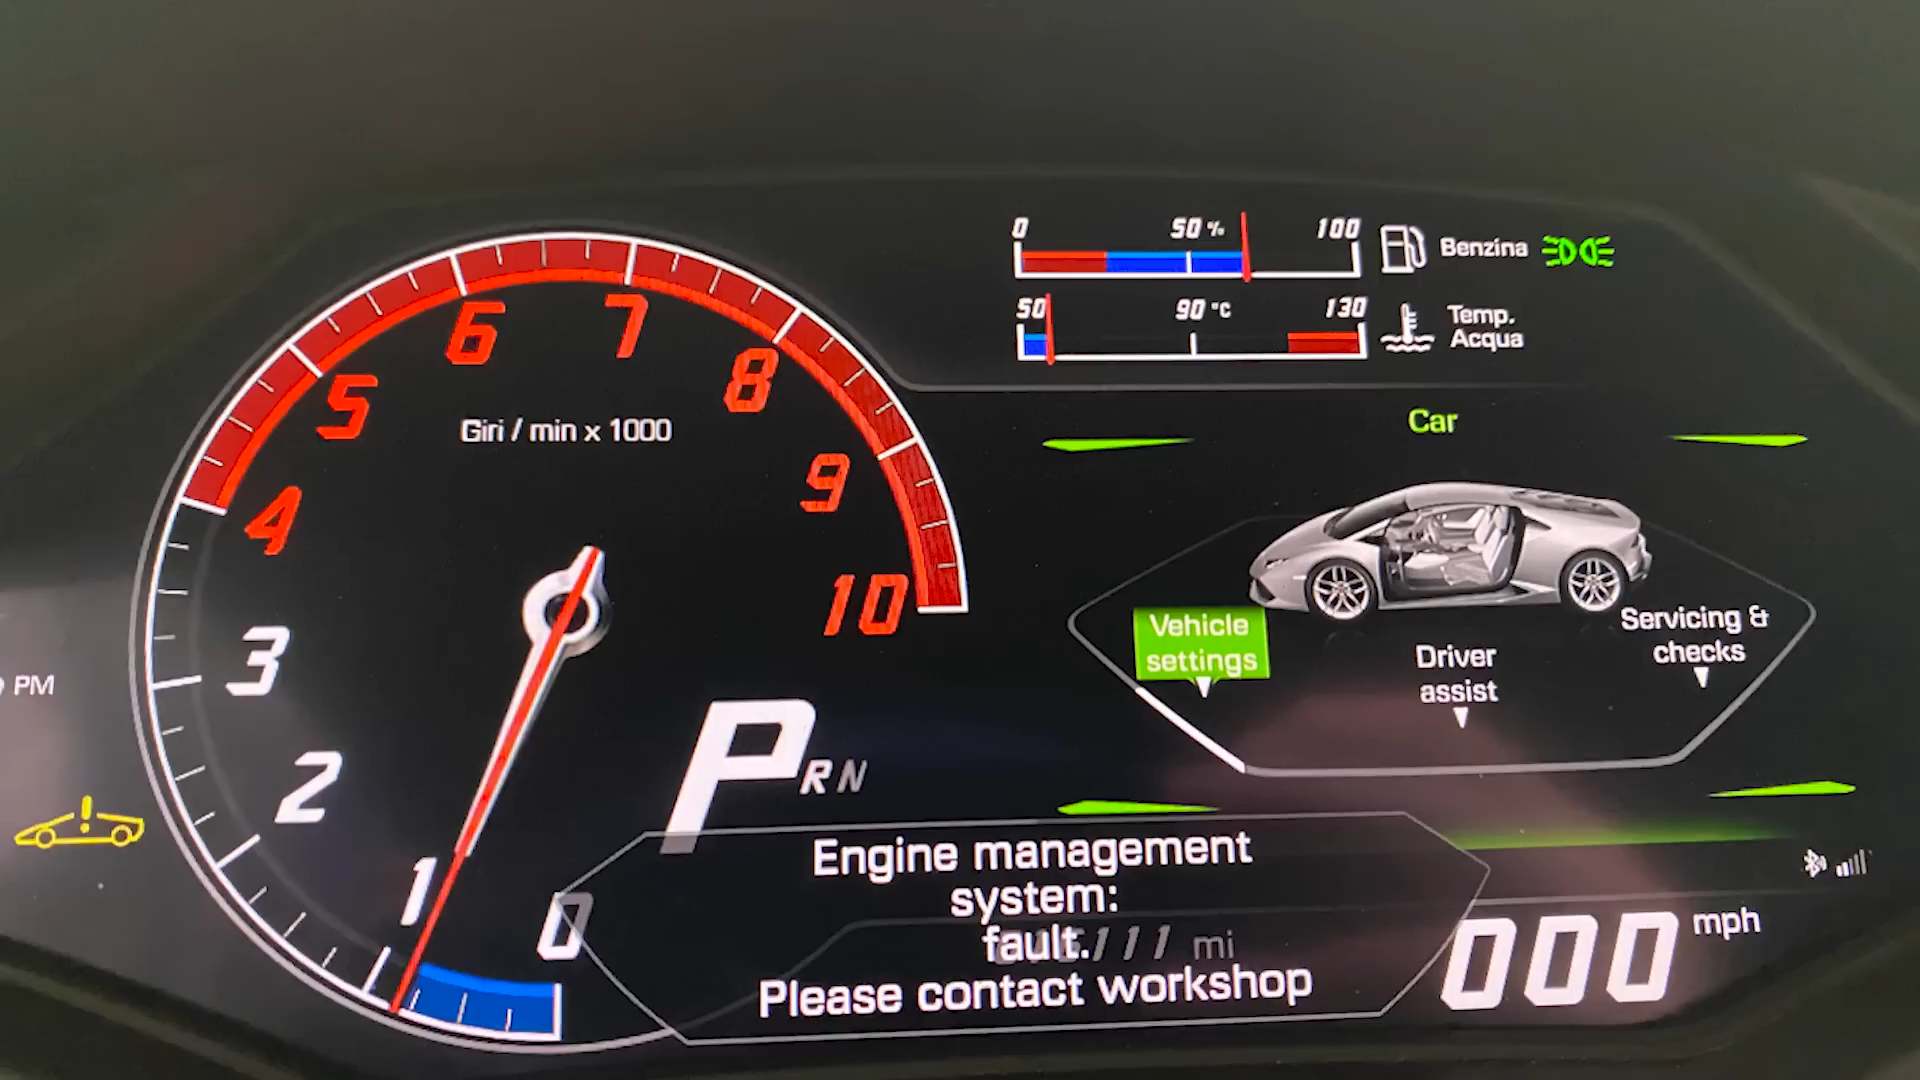 0 50 % 100
Benzina
50 90 °C 130
Temp.
Acqua
Car
6
7
5
8
Giri / min x 1000
9
4
10
3
PM
2
1
0
P R N
Vehicle
settings
Driver
assist
Servicing &
checks
Engine management
system:
fault.
mi
Please contact workshop
000 mph